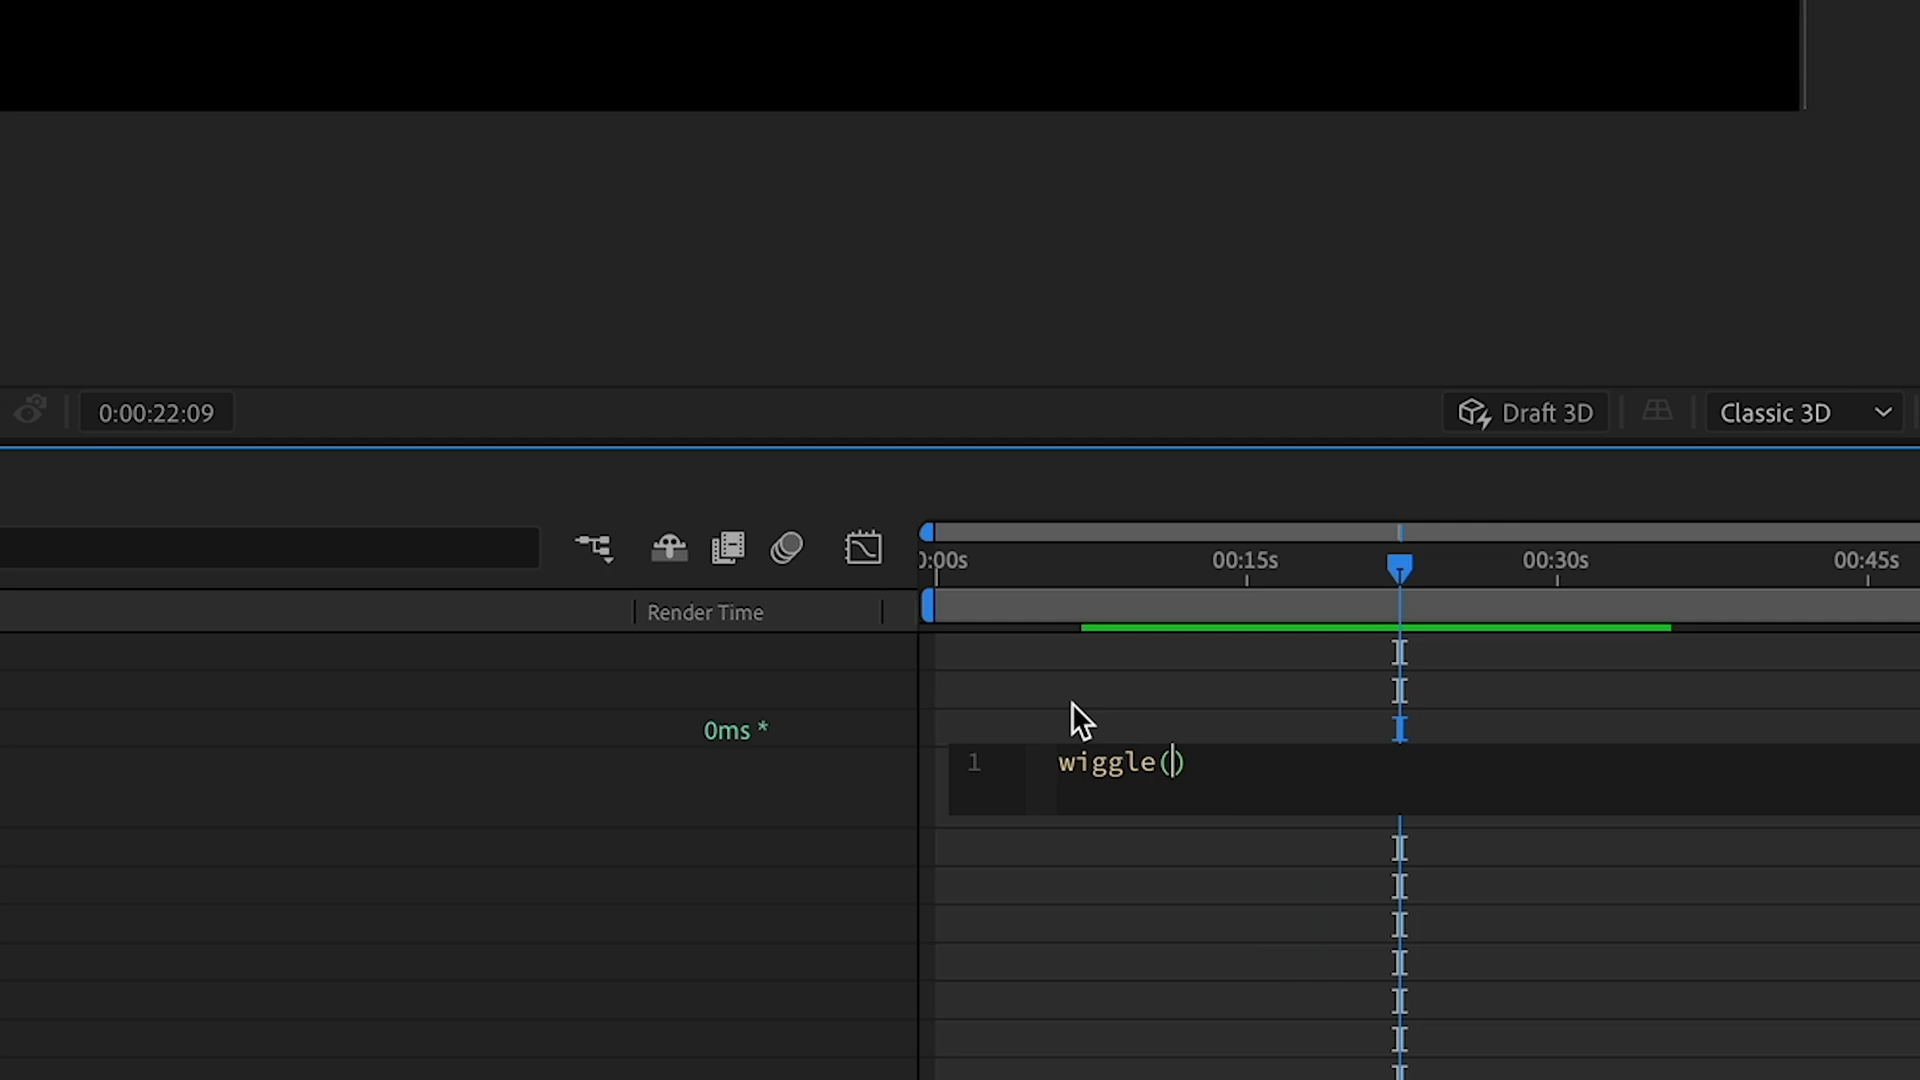 0:00:22:09
Draft 3D
Classic 3D
0:00s
00:15s
00:30s
00:45s
Render Time
0ms *
1
wiggle()